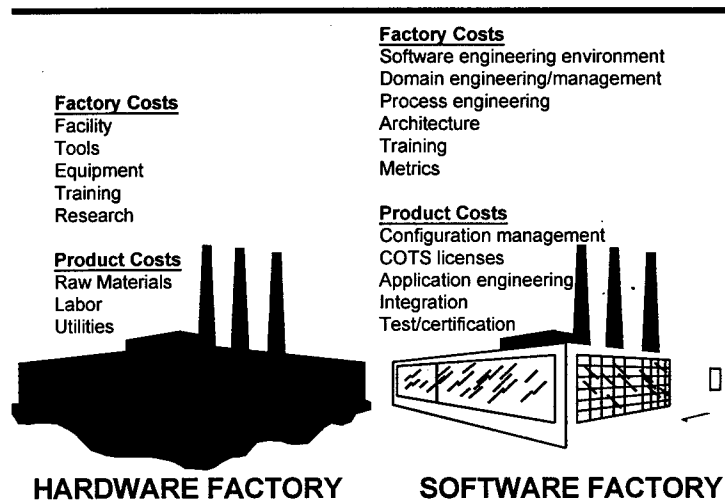 Factory Costs
Facility
Tools
Equipment
Training
Research
Product Costs
Raw Materials
Labor
Utilities
HARDWARE FACTORY
Factory Costs
Software engineering environment
Domain engineering/management
Process engineering
Architecture
Training
Metrics
Product Costs
Configuration management
COTS licenses
Application engineering
Integration
Test/certification
SOFTWARE FACTORY